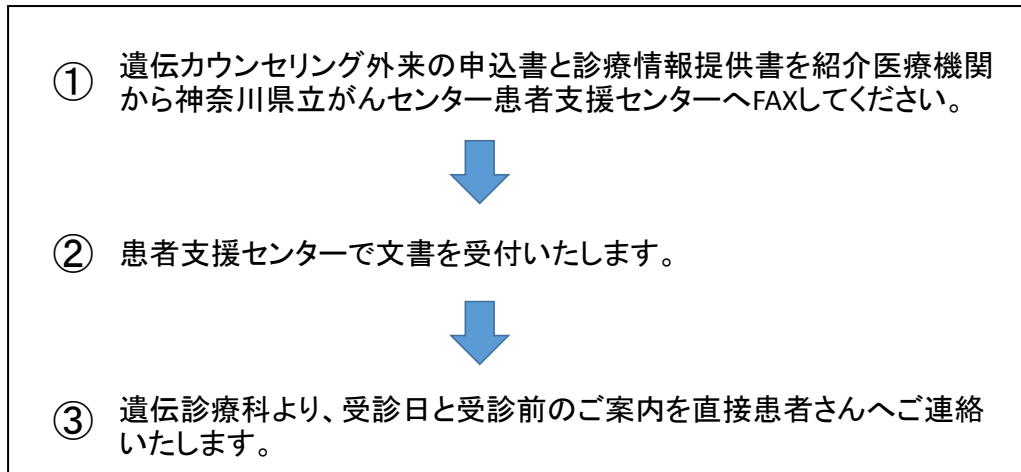 ① 遺伝カウンセリング外来の申込書と診療情報提供書を紹介医療機関
から神奈川県立がんセンター患者支援センターへFAXしてください。
② 患者支援センターで文書を受付いたします。
③ 遺伝診療科より、受診日と受診前のご案内を直接患者さんへご連絡
いたします。